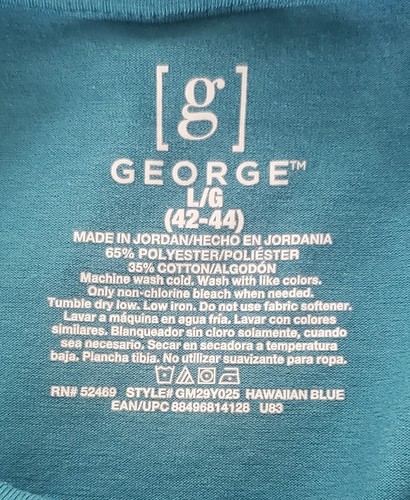 [g]
GEORGE™
L/G
(42-44)
MADE IN JORDAN/HECHO EN JORDANIA
65% POLYESTER/POLIÉSTER
35% COTTON/ALGODÓN
Machine wash cold. Wash with like colors.
Only non-chlorine bleach when needed.
Tumble dry low. Low iron. Do not use fabric softener.
Lavar a máquina en agua fría. Lavar con colores
similares. Blanqueador sin cloro solamente, cuando
sea necesario. Secar en secadora a temperatura
baja. Plancha tibia. No utilizar suavizante para ropa.
RN# 52469 STYLE# GM29Y025 HAWAIIAN BLUE
EAN/UPC 88496814128 U83